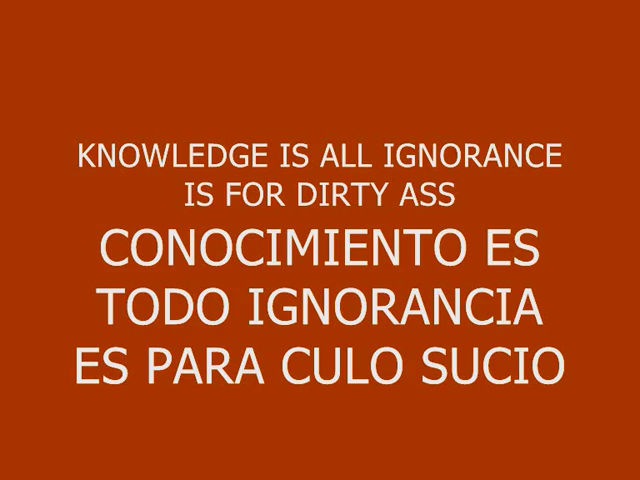 KNOWLEDGE IS ALL IGNORANCE
IS FOR DIRTY ASS
CONOCIMIENTO ES
TODO IGNORANCIA
ES PARA CULO SUCIO